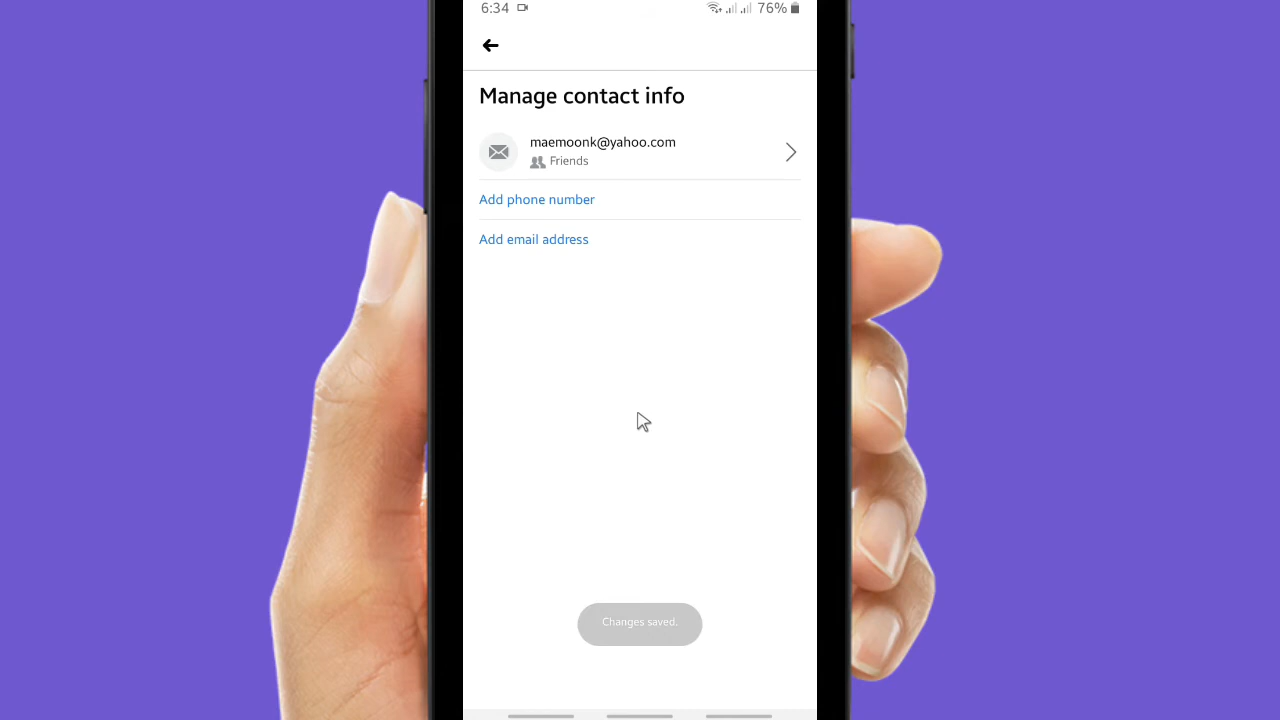 6:34 76%
Manage contact info
maemoonk@yahoo.com
Friends
Add phone number
Add email address
Changes saved.